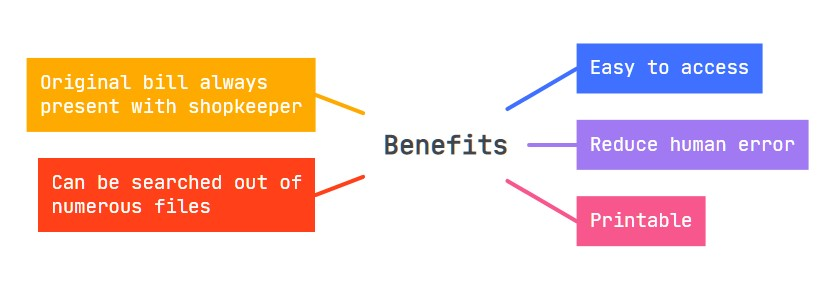 Original bill always
present with shopkeeper
Can be searched out of
numerous files
Benefits
Easy to access
Reduce human error
Printable